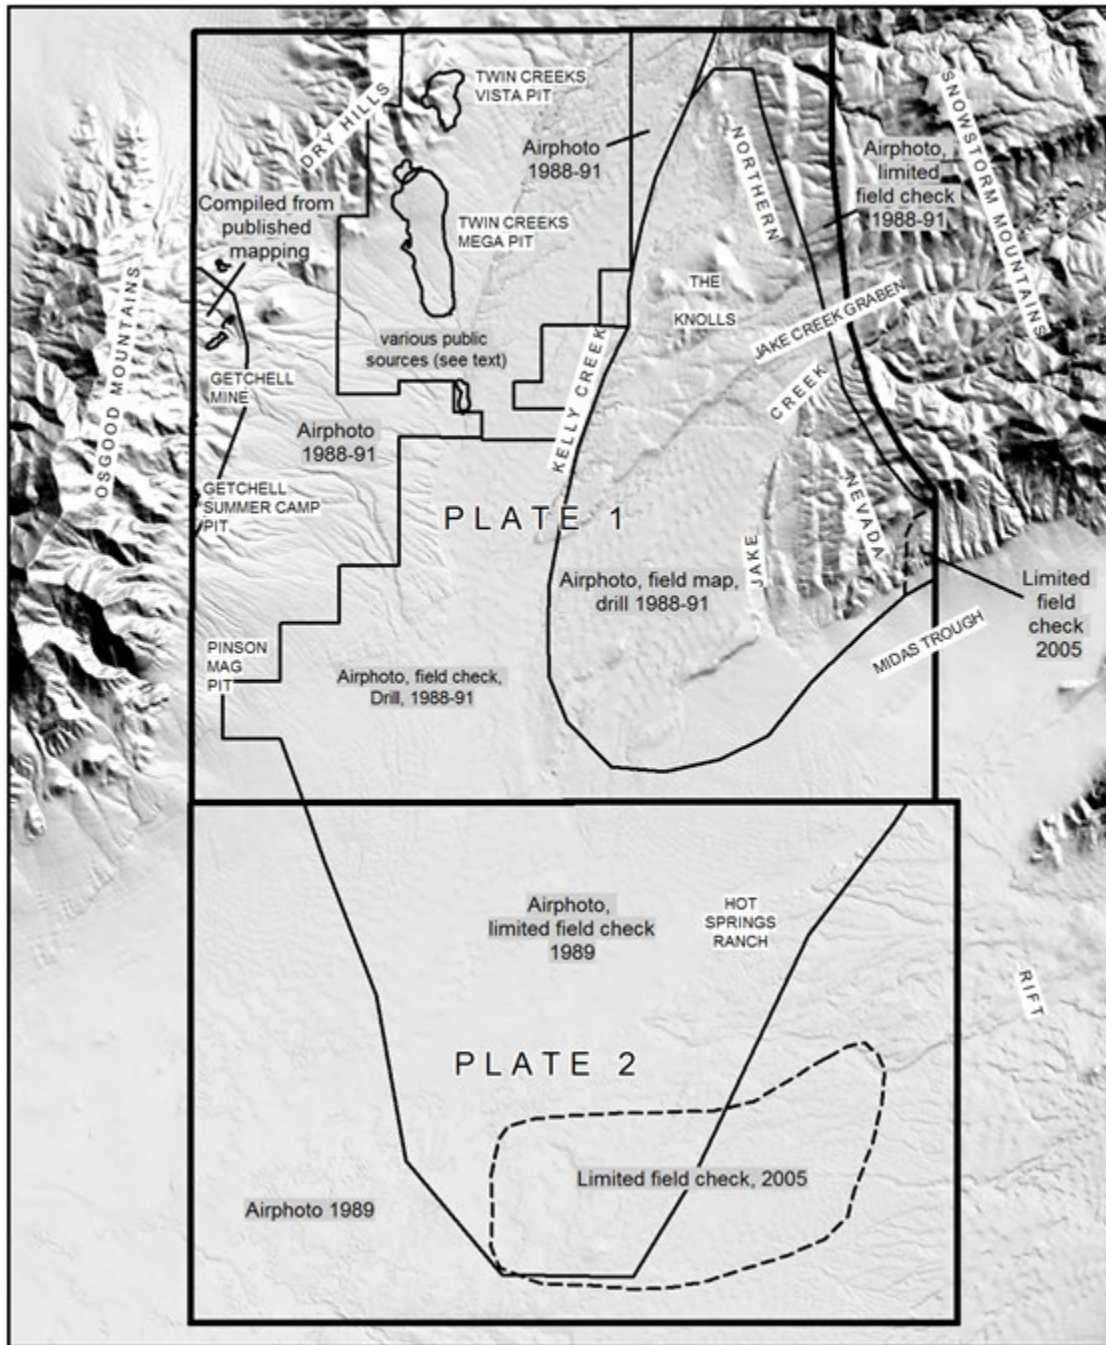 TWIN CREEKS
VISTA PIT
DRY HILLS
Airphoto
1988-91
NORTHERN
SNOWSTORM MOUNTAINS
Airphoto,
limited
field check
1988-91
Compiled from
published
mapping
TWIN CREEKS
MEGA PIT
OSGOOD MOUNTAINS
THE
KNOLLS
JAKE CREEK GRABEN
various public
sources (see text)
KELLY CREEK
GETCHELL
MINE
CREEK
Airphoto
1988-91
GETCHELL
SUMMER CAMP
PIT
NEVADA
PLATE 1
JAKE
Airphoto, field map,
drill 1988-91
Limited
field
check
2005
MIDAS TROUGH
PINSON
MAG
PIT
Airphoto, field check,
Drill, 1988-91
Airphoto,
limited field check
1989
HOT
SPRINGS
RANCH
RIFT
PLATE 2
Limited field check, 2005
Airphoto 1989